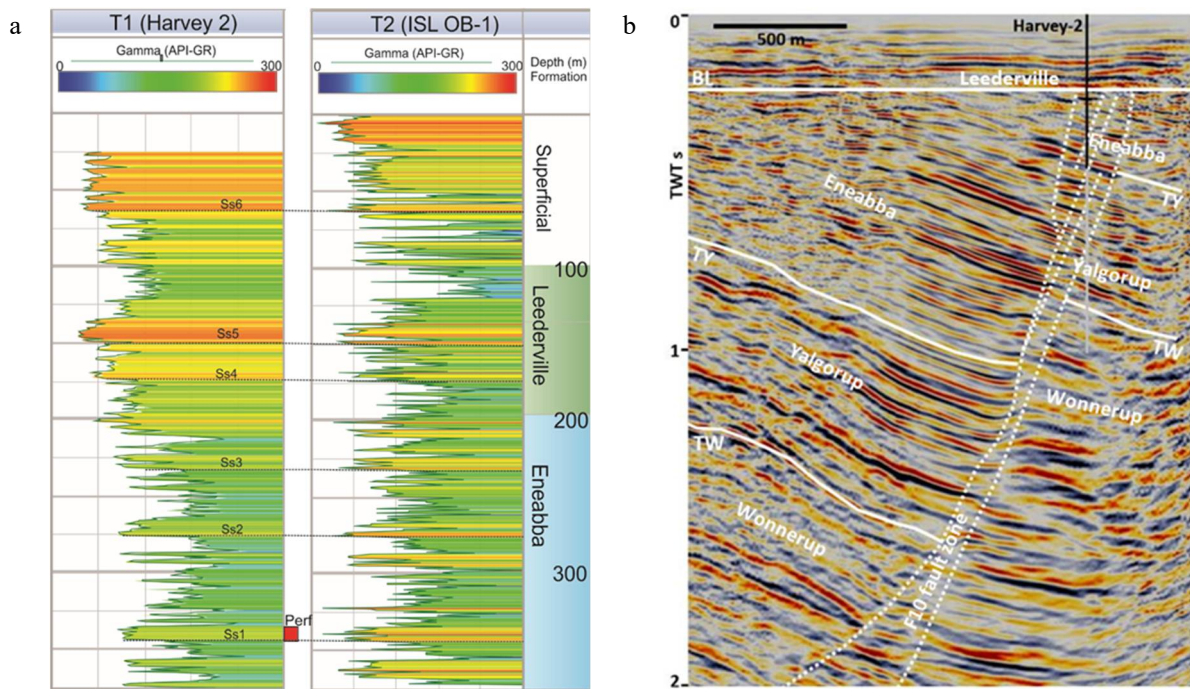 a
T1 (Harvey 2)
T2 (ISL OB-1)
Gamma (API-GR)
0
300
Gamma (API-GR)
0
300
Depth (m)
Formation
Superficial
Ss6
100
Leederville
Ss5
Ss4
200
Eneabba
Ss3
Ss2
300
Perf
Ss1
b
0
500 m
Harvey-2
BL
Leederville
Eneabba
TWT s
Eneabba
TY
TY
Yalgorup
TW
1
Yalgorup
Wonnerup
TW
Wonnerup
F10 fault zone
2